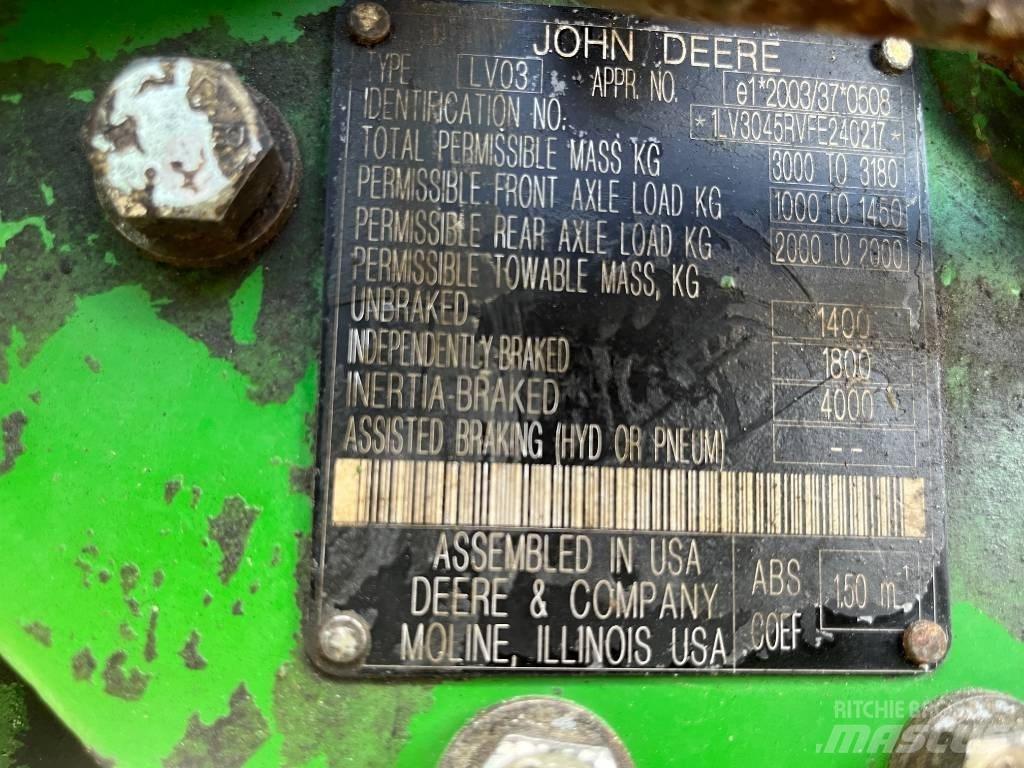 JOHN DEERE
TYPE LV03 APPR. NO. e1*2003/37*0508
IDENTIFICATION NO: *1LV3045RVFE240217*
TOTAL PERMISSIBLE MASS KG 3000 TO 3180
PERMISSIBLE FRONT AXLE LOAD KG 1000 TO 1450
PERMISSIBLE REAR AXLE LOAD KG 2000 TO 2000
PERMISSIBLE TOWABLE MASS, KG
UNBRAKED 1400
INDEPENDENTLY-BRAKED 1800
INERTIA-BRAKED 4000
ASSISTED BRAKING (HYD OR PNEUM) --
ASSEMBLED IN USA
DEERE & COMPANY
MOLINE, ILLINOIS USA
ABS 1.50 m⁻¹
COEF.
RITCHIE BROS
MASCUS